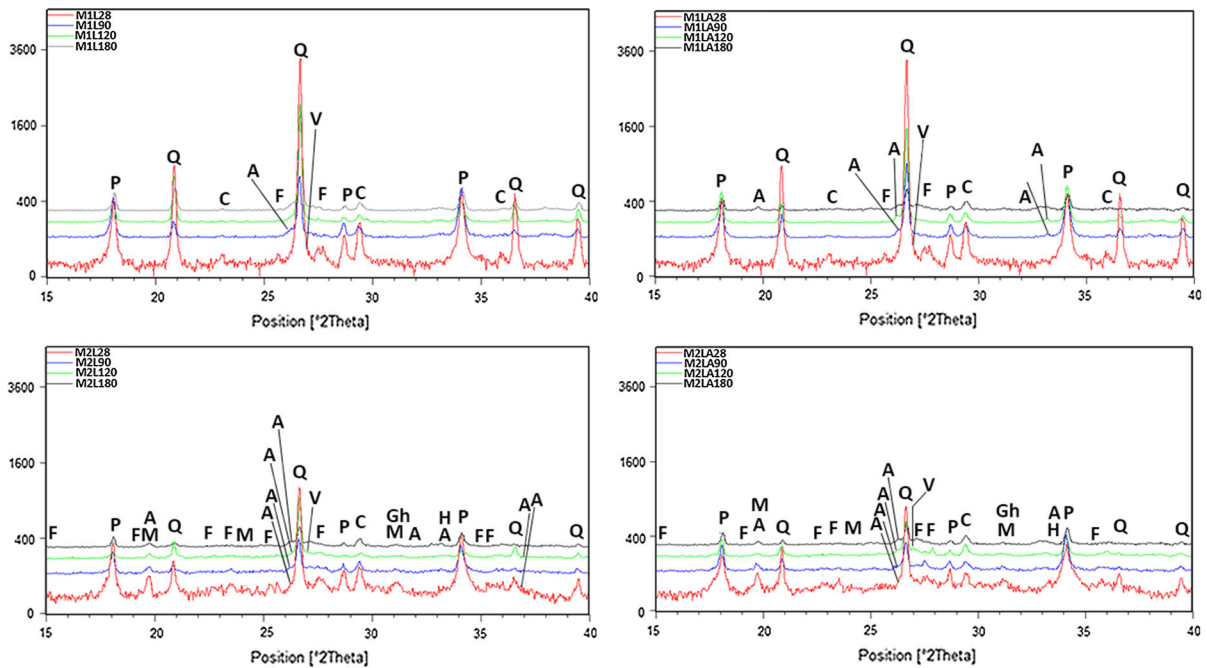 M1L28
M1L90
M1L120
M1L180
3600
1600
400
0
P Q C A F Q V F P C P C Q Q
15 20 25 30 35 40
Position [°2Theta]
M1LA28
M1LA90
M1LA120
M1LA180
3600
1600
400
0
P A Q C A F A Q V F P C A A P C Q Q
15 20 25 30 35 40
Position [°2Theta]
M2L28
M2L90
M2L120
M2L180
3600
1600
400
0
F P F A M Q F F M A A A A F Q V F P C Gh M A H A P F F Q A A Q
15 20 25 30 35 40
Position [°2Theta]
M2LA28
M2LA90
M2LA120
M2LA180
3600
1600
400
0
F P F M A Q F F M A A A A Q V F F P C Gh M A H P F Q Q
15 20 25 30 35 40
Position [°2Theta]